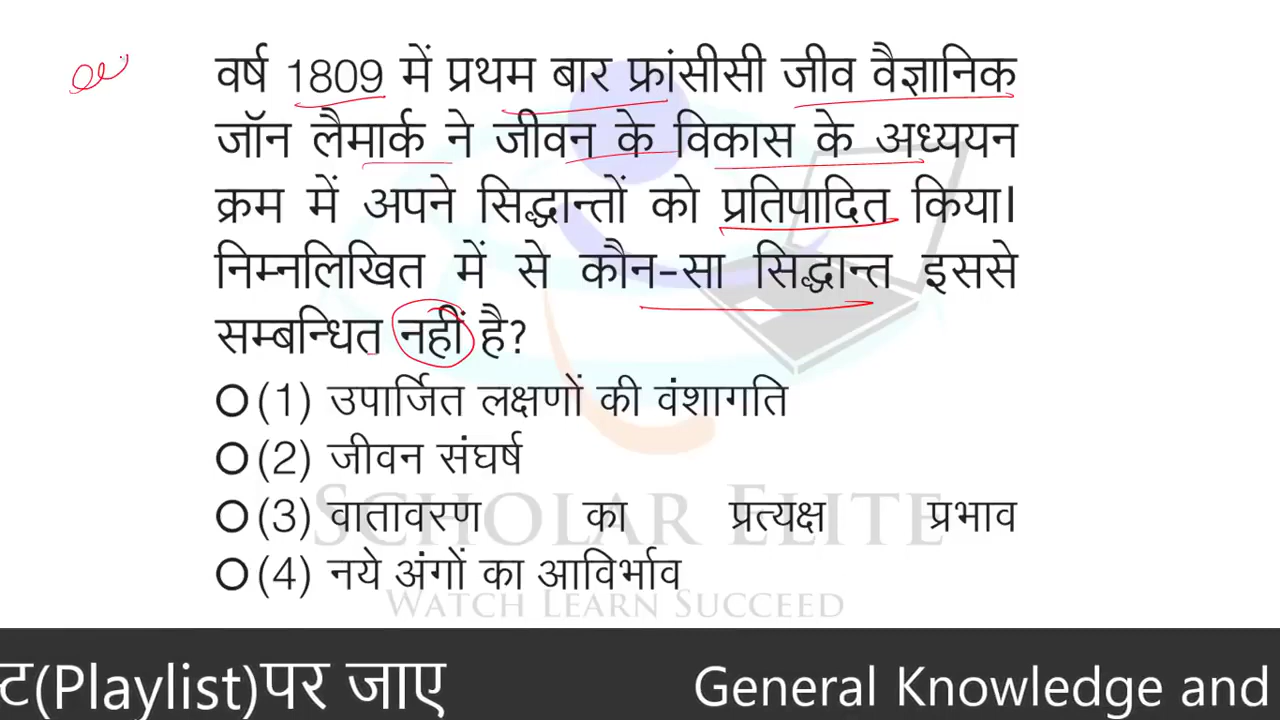 वर्ष 1809 में प्रथम बार फ्रांसीसी जीव वैज्ञानिक
जॉन लैमार्क ने जीवन के विकास के अध्ययन
क्रम में अपने सिद्धान्तों को प्रतिपादित किया।
निम्नलिखित में से कौन-सा सिद्धान्त इससे
सम्बन्धित नहीं है?
(1) उपार्जित लक्षणों की वंशागति
(2) जीवन संघर्ष
(3) वातावरण का प्रत्यक्ष प्रभाव
(4) नये अंगों का आविर्भाव
SCHOLAR ELITE
WATCH LEARN SUCCEED
ट(Playlist)पर जाए General Knowledge and